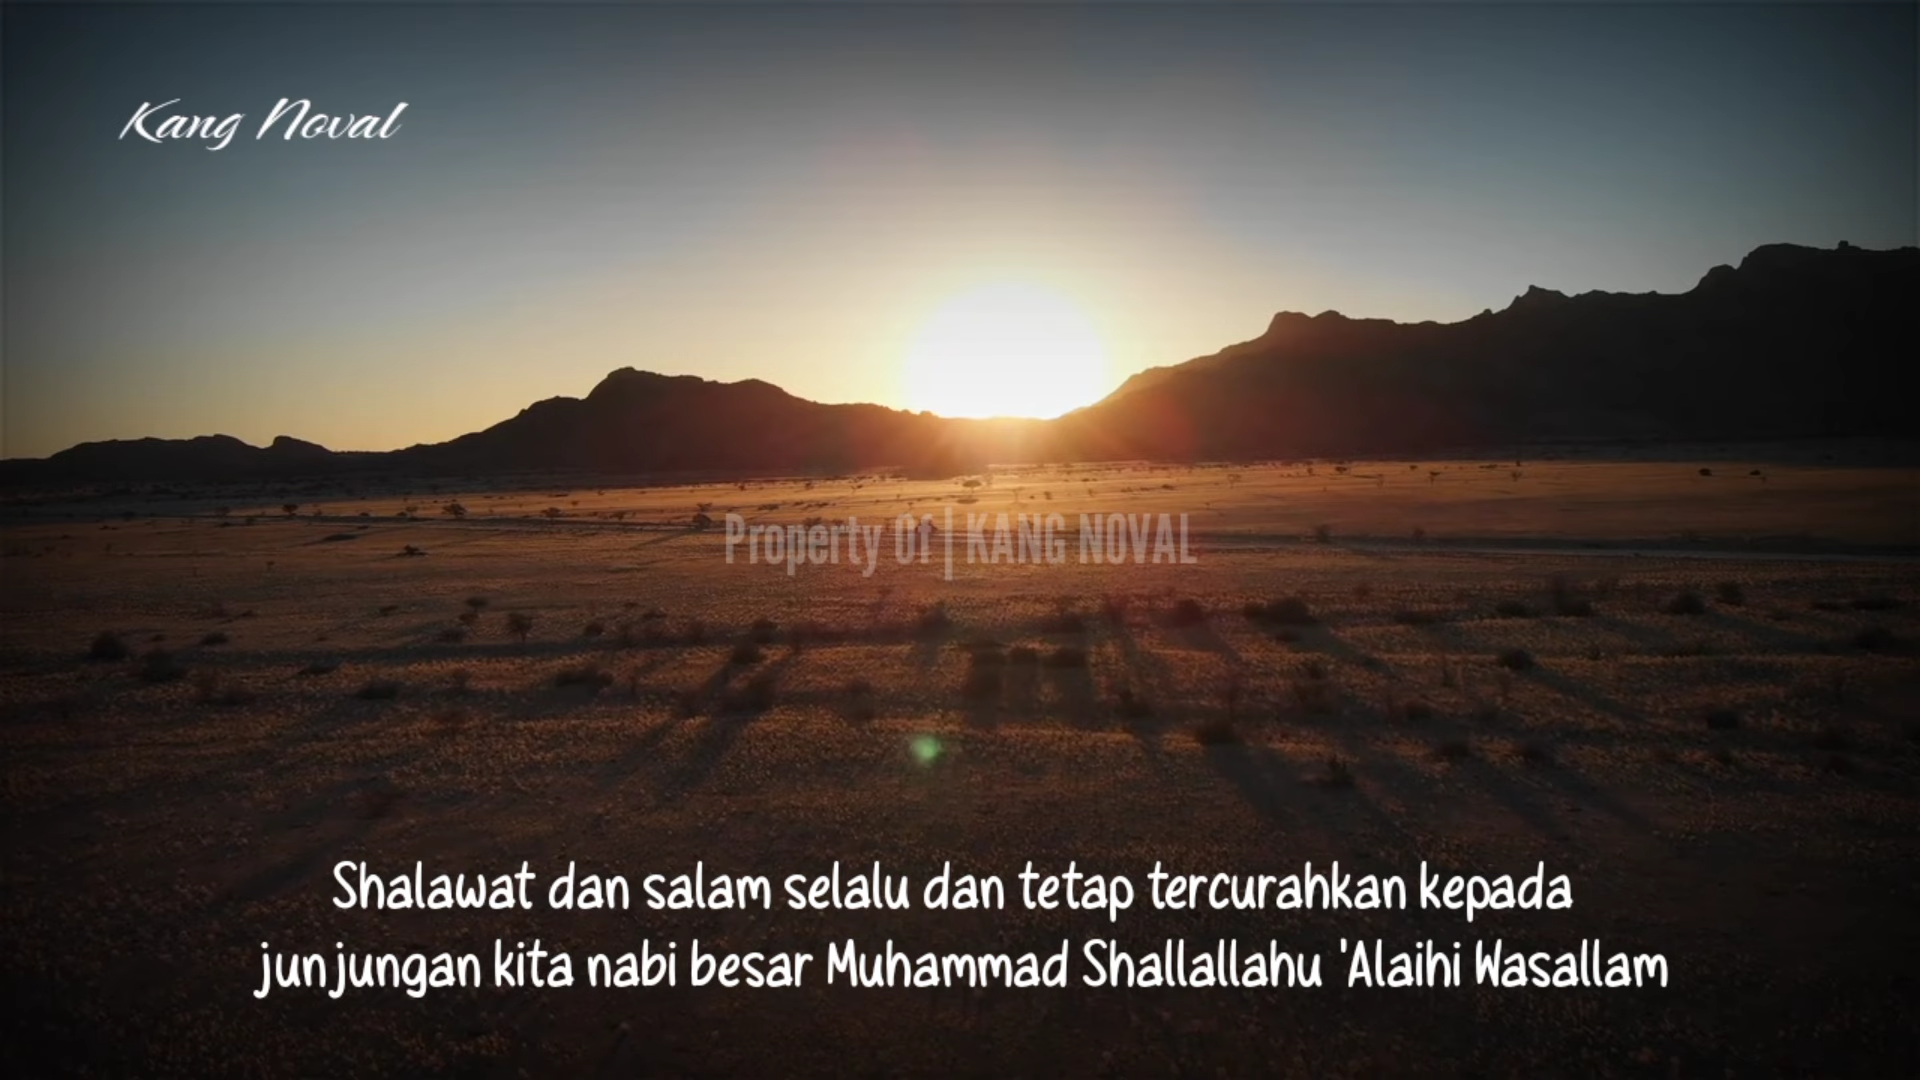 Kang Noval
Property Of | KANG NOVAL
Shalawat dan salam selalu dan tetap tercurahkan kepada
junjungan kita nabi besar Muhammad Shallallahu 'Alaihi Wasallam